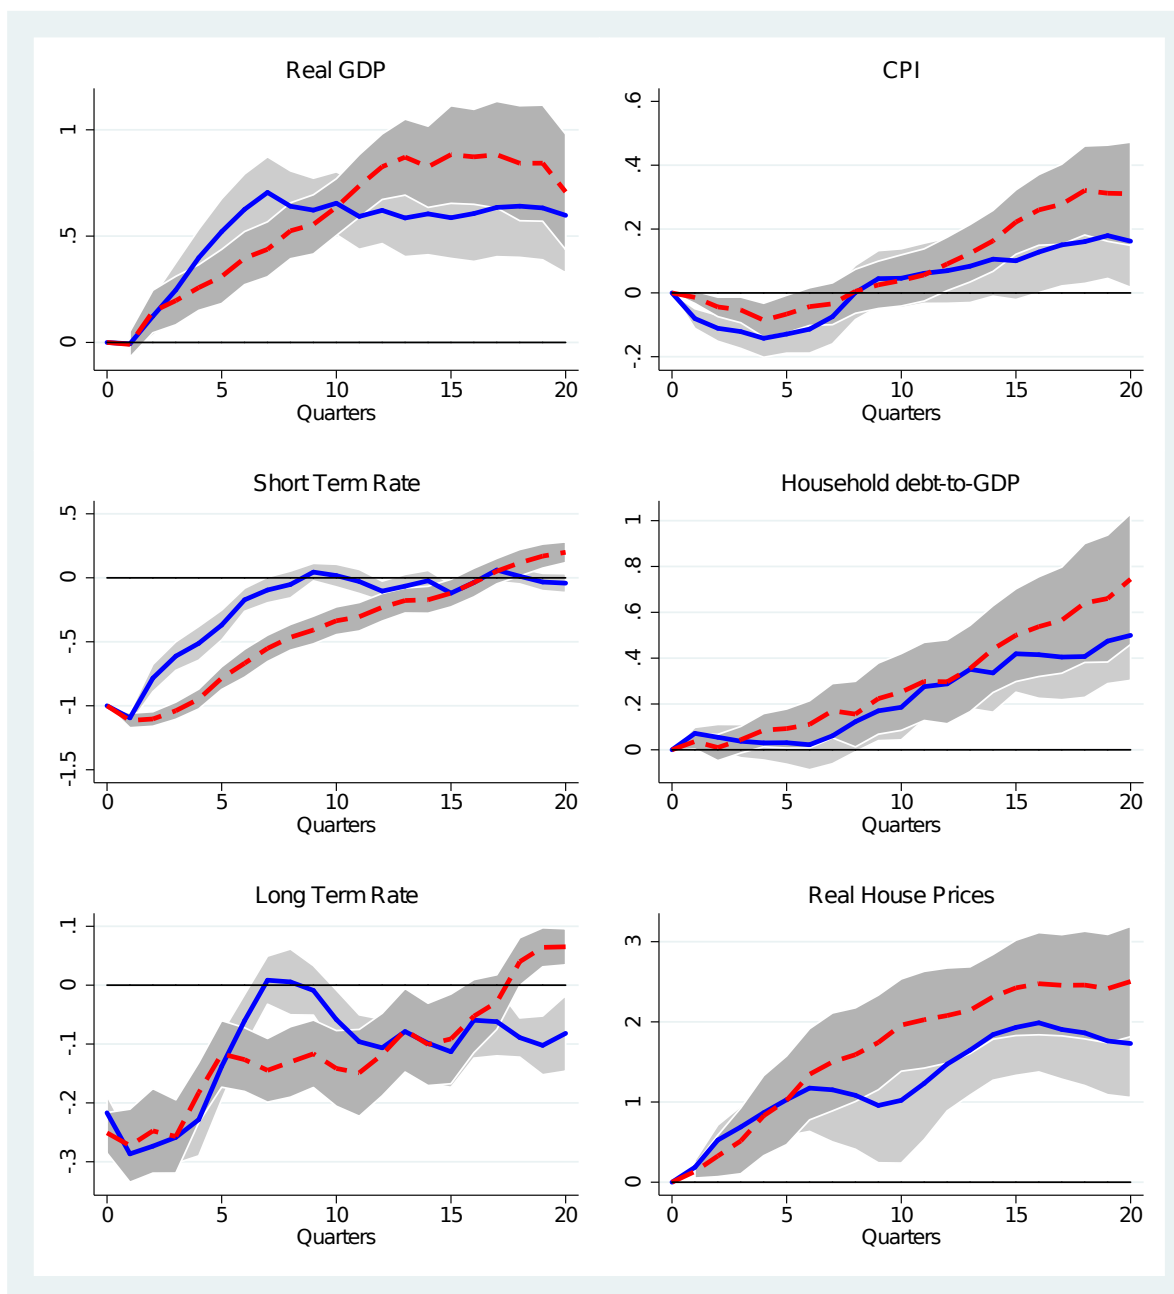 Real GDP
1
.5
0
0 5 10 15 20
Quarters
CPI
.6
.4
.2
0
-.2
0 5 10 15 20
Quarters
Short Term Rate
.5
0
-.5
-1
-1.5
0 5 10 15 20
Quarters
Household debt-to-GDP
1
.8
.6
.4
.2
0
0 5 10 15 20
Quarters
Long Term Rate
.1
0
-.1
-.2
-.3
0 5 10 15 20
Quarters
Real House Prices
3
2
1
0
0 5 10 15 20
Quarters